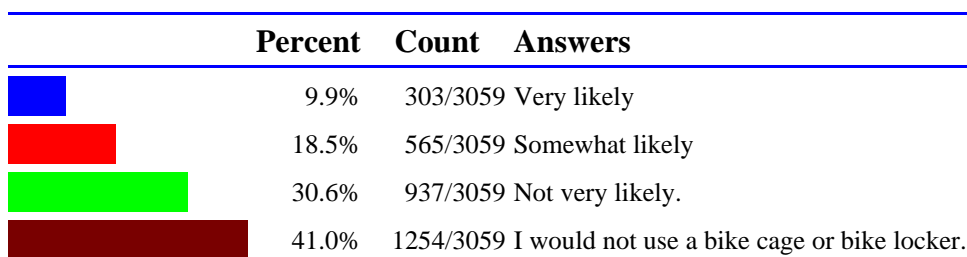 Percent Count Answers
9.9% 303/3059 Very likely
18.5% 565/3059 Somewhat likely
30.6% 937/3059 Not very likely.
41.0% 1254/3059 I would not use a bike cage or bike locker.